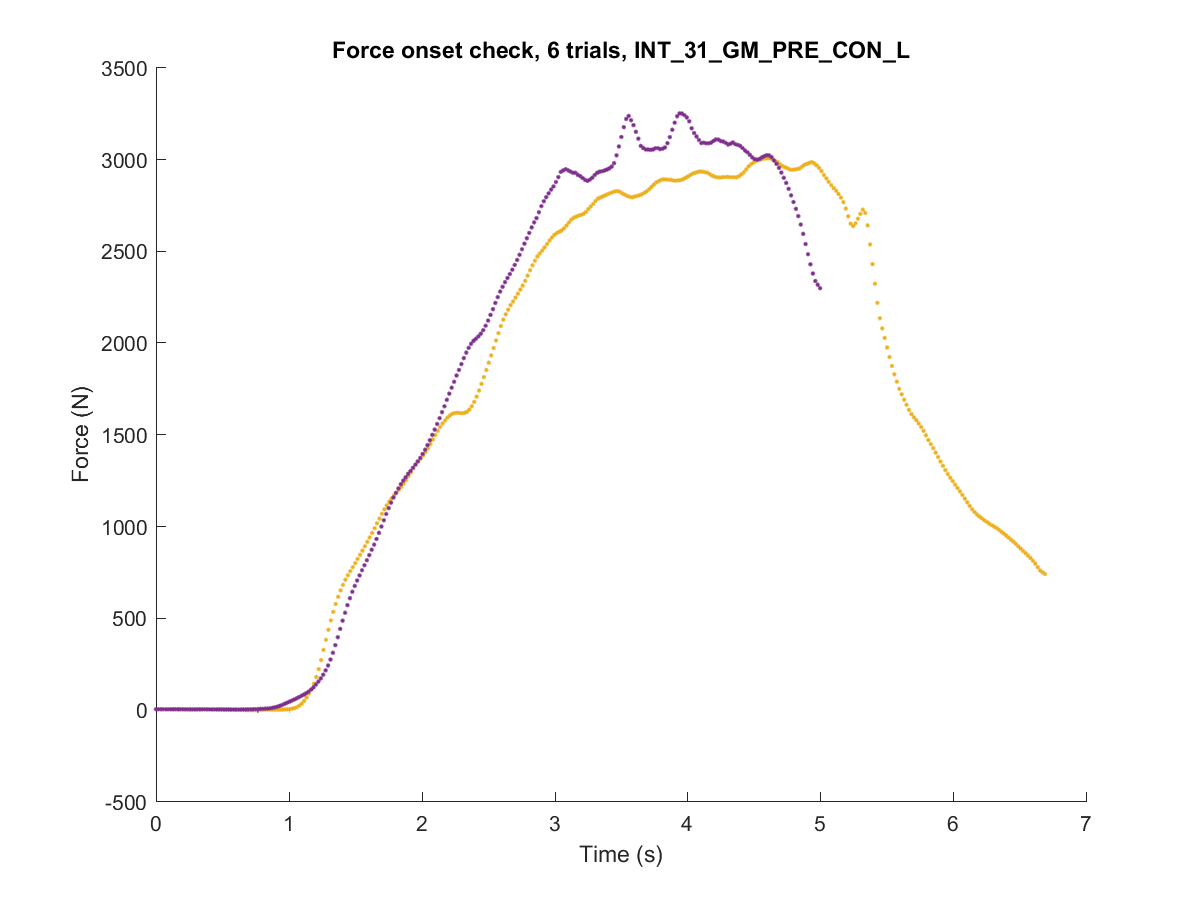 Force onset check, 6 trials, INT_31_GM_PRE_CON_L
3500
3000
2500
2000
1500
1000
500
0
-500
Force (N)
0 1 2 3 4 5 6 7
Time (s)